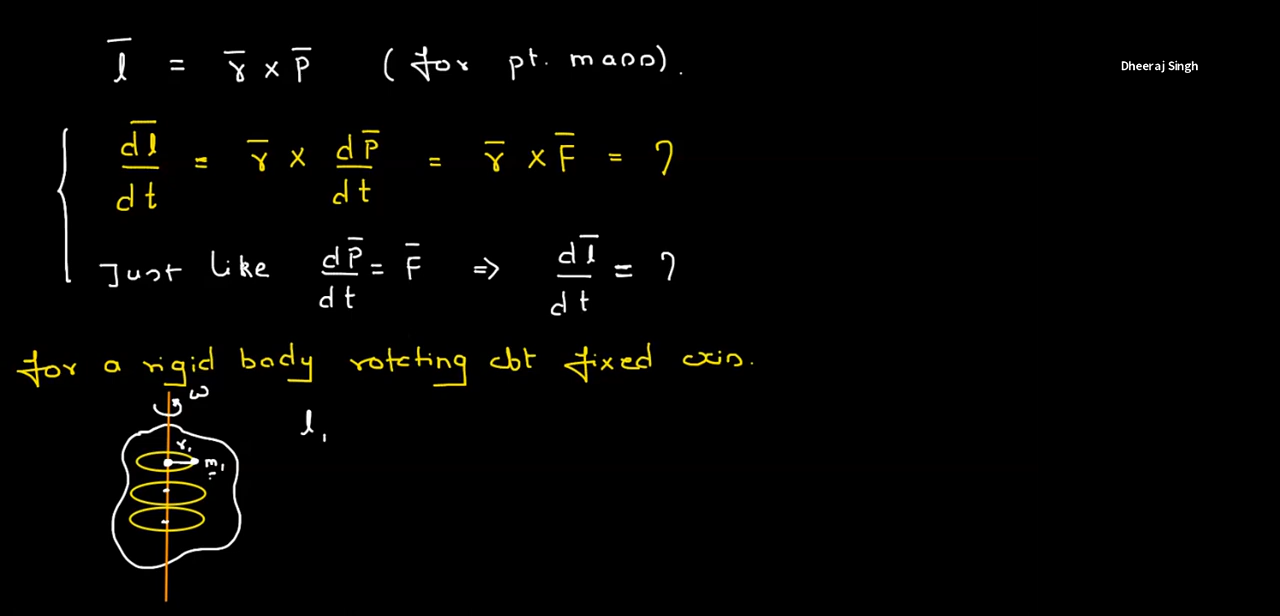 l̅ = r̅ × p̅ (for pt. mass).
Dheeraj Singh
dl̅/dt = r̅ × dp̅/dt = r̅ × F̅ = ?
Just like dp̅/dt = F̅ ⇒ dl̅/dt = ?
for a rigid body rotating abt fixed axis.
ω
l₁
r₁
m₁